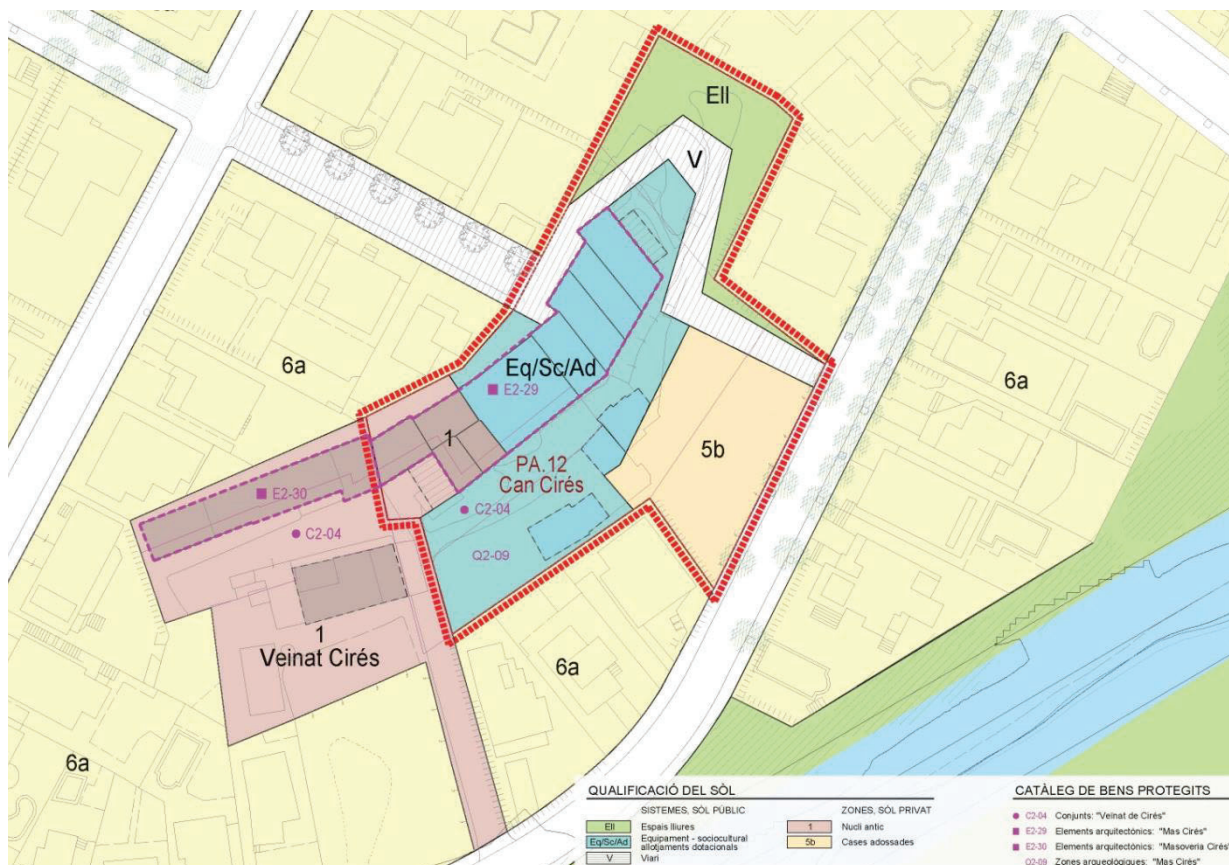 Ell
V
6a
Eq/Sc/Ad
E2-29
6a
1
5b
PA.12
Can Cirés
E2-30
C2-04
C2-04
Q2-09
1
Veinat Cirés
6a
6a
QUALIFICACIÓ DEL SÒL
SISTEMES, SÒL PÚBLIC
ZONES, SÒL PRIVAT
Ell Espais lliures
1 Nucli antic
Eq/Sc/Ad Equipament - sociocultural
allotjaments dotacionals
5b Cases adossades
V Viari
CATÀLEG DE BENS PROTEGITS
C2-04 Conjunts: "Veinat de Cirés"
E2-29 Elements arquitectònics: "Mas Cirés"
E2-30 Elements arquitectònics: "Masoveria Cirés"
Q2-09 Zones arqueològiques: "Mas Cirés"